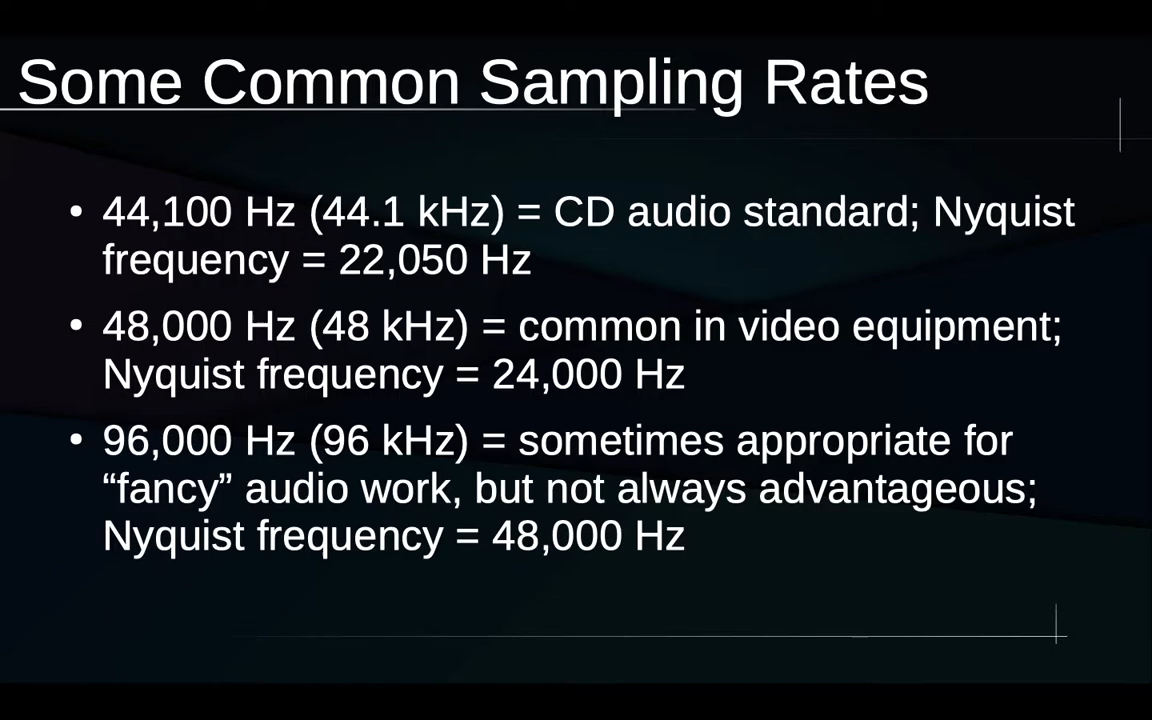 Some Common Sampling Rates
• 44,100 Hz (44.1 kHz) = CD audio standard; Nyquist
frequency = 22,050 Hz
• 48,000 Hz (48 kHz) = common in video equipment;
Nyquist frequency = 24,000 Hz
• 96,000 Hz (96 kHz) = sometimes appropriate for
“fancy” audio work, but not always advantageous;
Nyquist frequency = 48,000 Hz